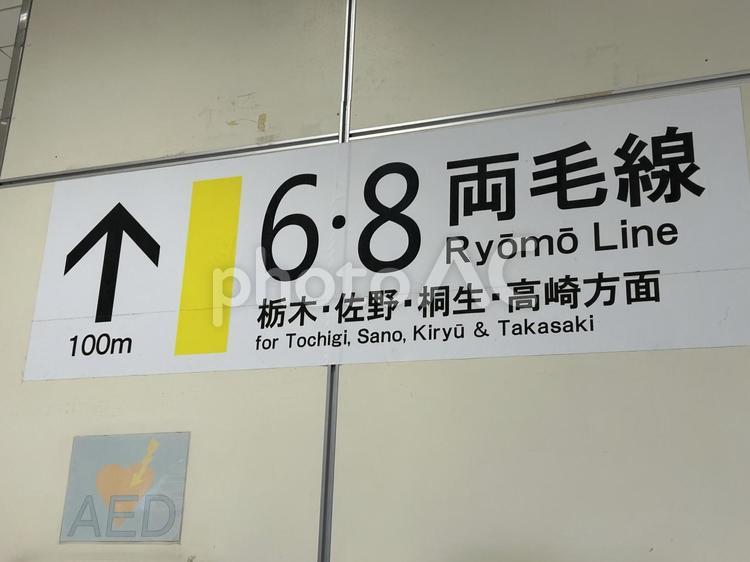 6・8 両毛線
Ryōmō Line
栃木・佐野・桐生・高崎方面
for Tochigi, Sano, Kiryū & Takasaki
100m
photoAC
AED